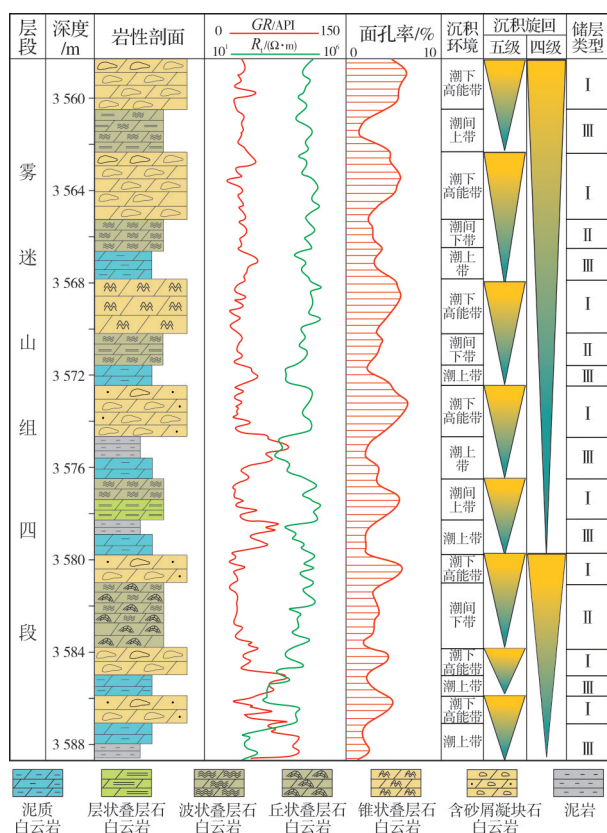 层段
深度/m
岩性剖面
0 GR/API 150
10¹ Rt/(Ω·m) 10⁶
面孔率/%
0 10
沉积环境
沉积旋回
五级 四级
储层类型
雾迷山组四段
3 560
3 564
3 568
3 572
3 576
3 580
3 584
3 588
潮下高能带 I
潮间上带 III
潮下高能带 I
潮间下带 II
潮上带 III
潮下高能带 I
潮间下带 II
潮上带 III
潮下高能带 I
潮上带 III
潮间上带 I
潮上带 III
潮下高能带 I
潮间下带 II
潮下高能带 I
潮上带 III
潮下高能带 I
潮上带 III
泥质白云岩
层状叠层石白云岩
波状叠层石白云岩
丘状叠层石白云岩
锥状叠层石白云岩
含砂屑凝块石白云岩
泥岩